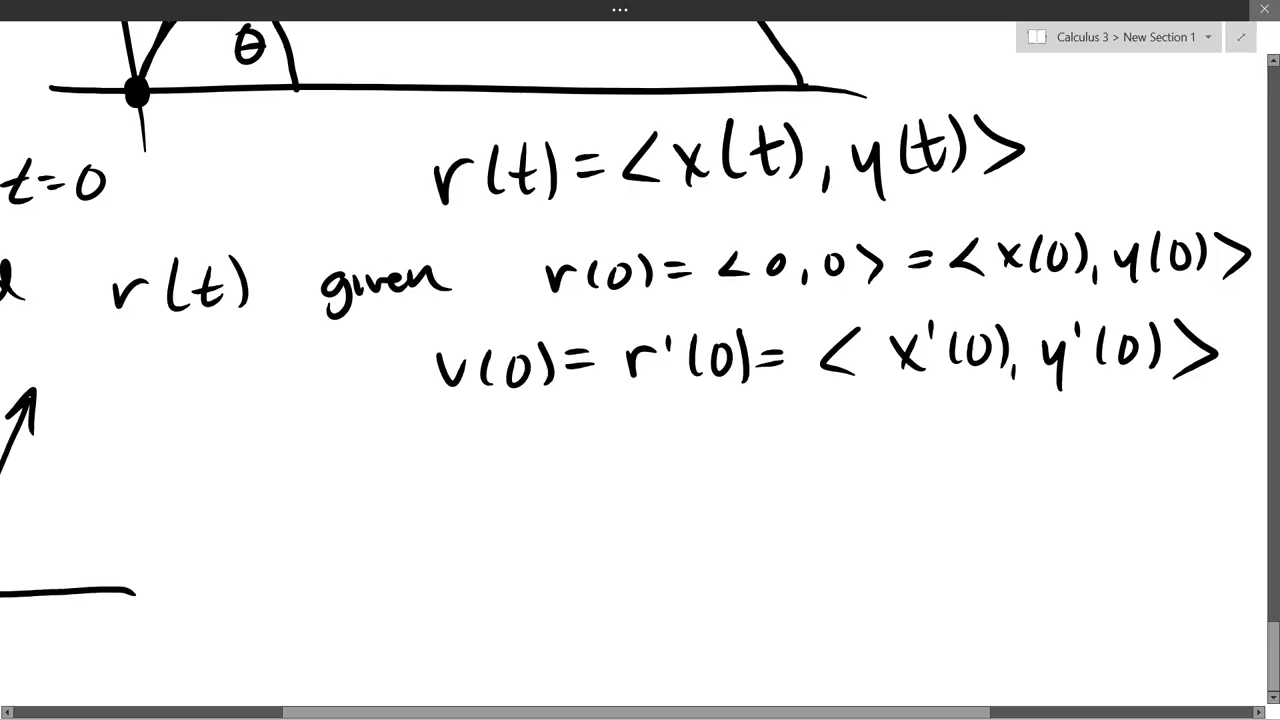 Calculus 3 > New Section 1
θ
r(t)=<x(t), y(t)>
t=0
r(t) given r(0)= <0,0> = <x(0), y(0)>
v(0)= r'(0)= < x'(0), y'(0)>